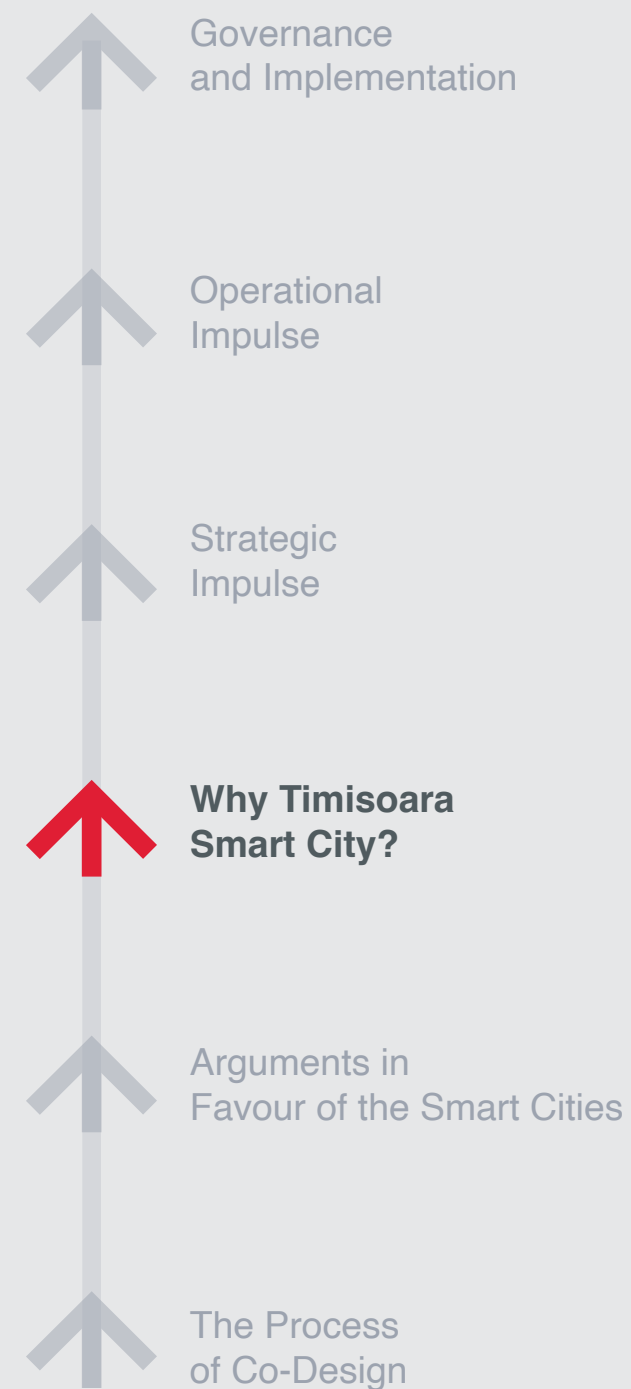 Governance
and Implementation
Operational
Impulse
Strategic
Impulse
Why Timisoara
Smart City?
Arguments in
Favour of the Smart Cities
The Process
of Co-Design